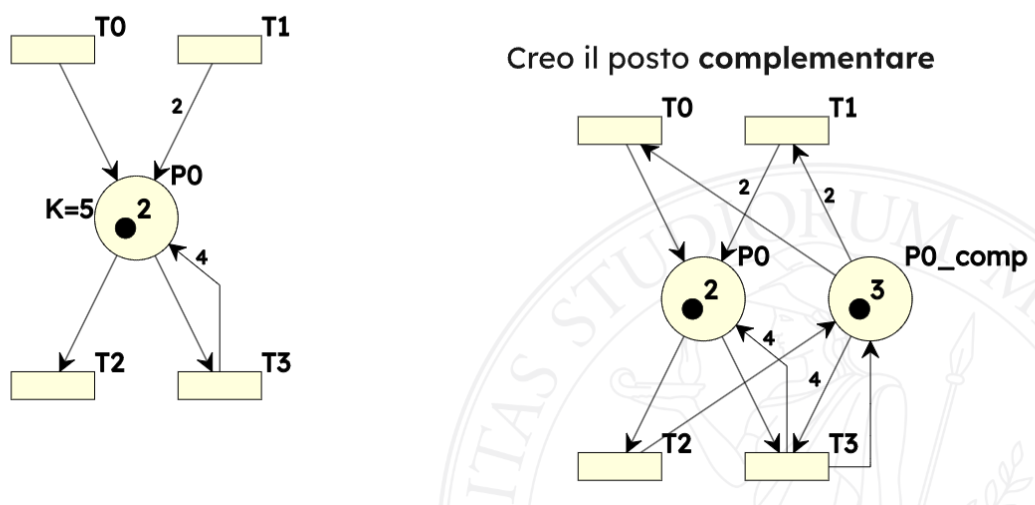 T0
T1
2
P0
K=5
2
4
T2
T3
Creo il posto complementare
T0
T1
2
2
P0
P0_comp
2
3
4
4
T2
T3
STUDIORUM
ITAS